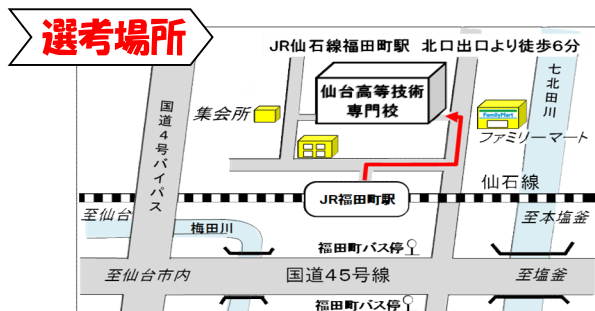 選考場所
JR仙石線福田町駅 北口出口より徒歩6分
国道4号バイパス
集会所
仙台高等技術
専門校
FamilyMart
ファミリーマート
七北田川
仙石線
JR福田町駅
至仙台
至本塩釜
梅田川
福田町バス停
至仙台市内
国道45号線
至塩釜
福田町バス停